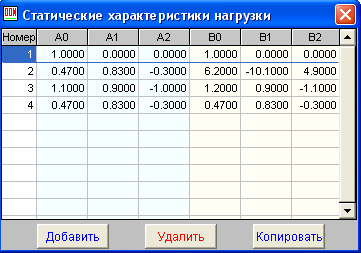 Статические характеристики нагрузки
Номер A0 A1 A2 B0 B1 B2
1 1.0000 0.0000 0.0000 1.0000 0.0000 0.0000
2 0.4700 0.8300 -0.3000 6.2000 -10.1000 4.9000
3 1.1000 0.9000 -1.0000 1.2000 0.9000 -1.1000
4 0.4700 0.8300 -0.3000 0.4700 0.8300 -0.3000
Добавить Удалить Копировать